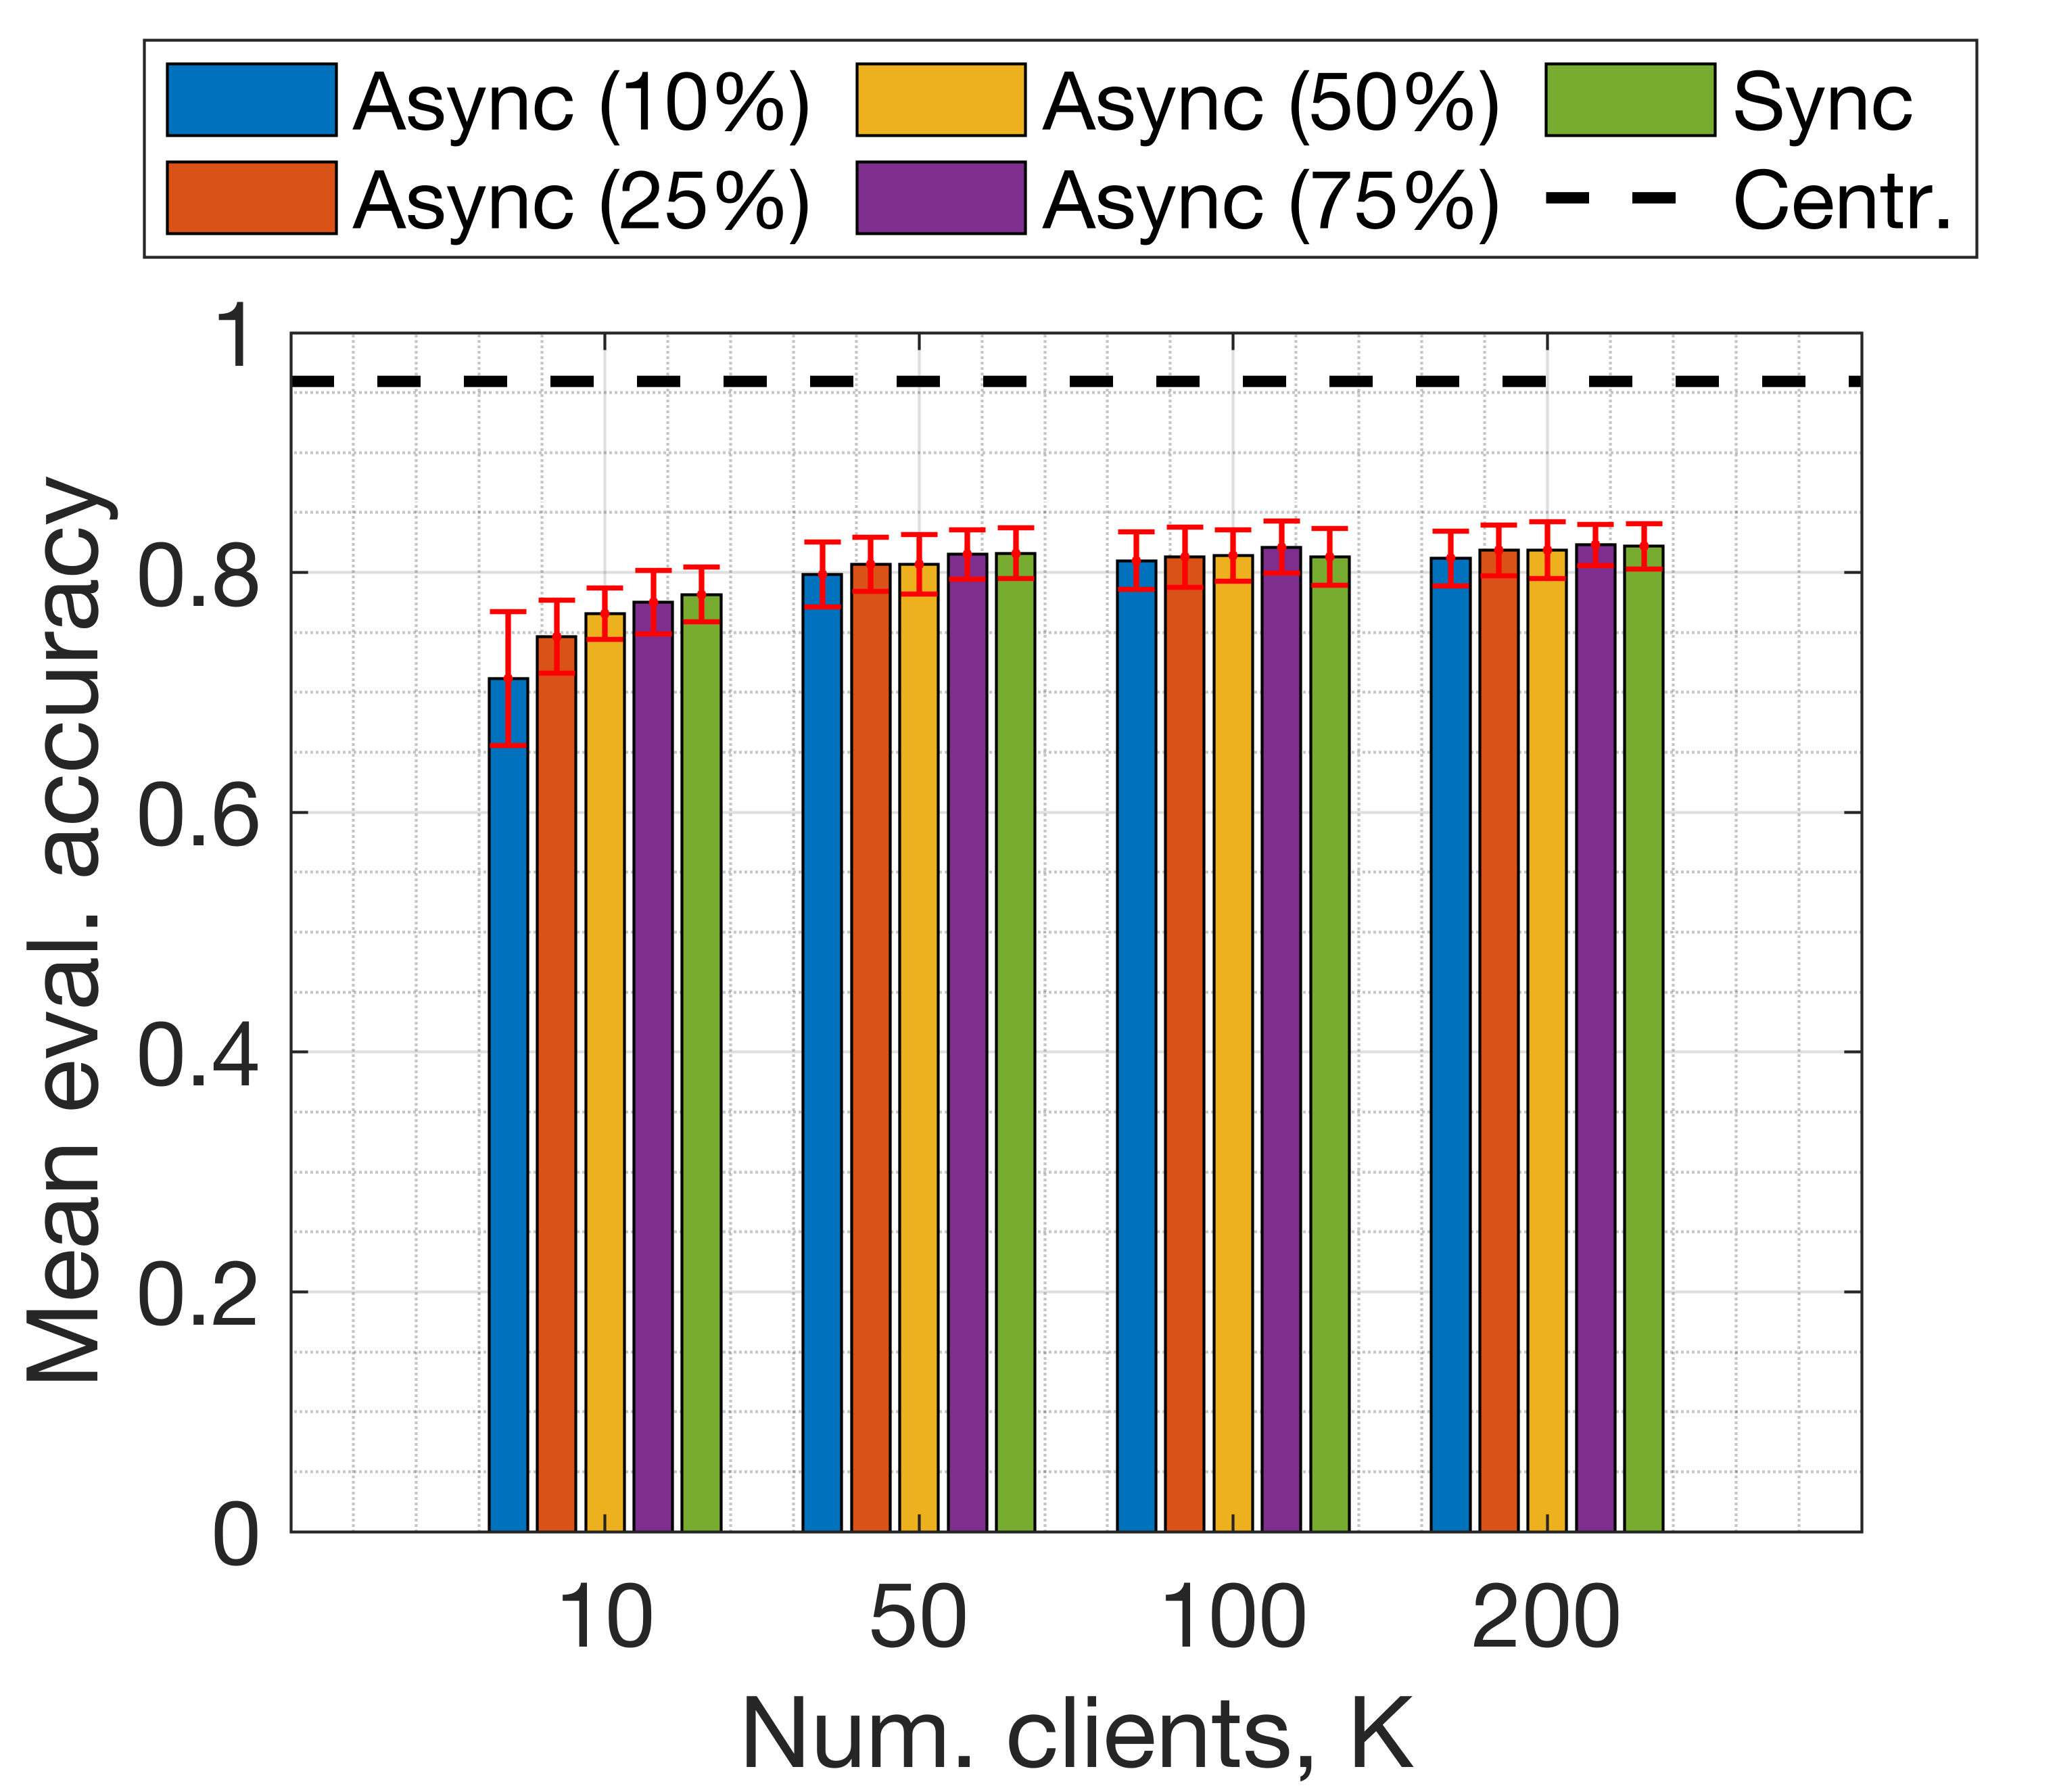 Async (10%) Async (50%) Sync
Async (25%) Async (75%) Centr.
1
0.8
0.6
0.4
0.2
0
Mean eval. accuracy
10 50 100 200
Num. clients, K